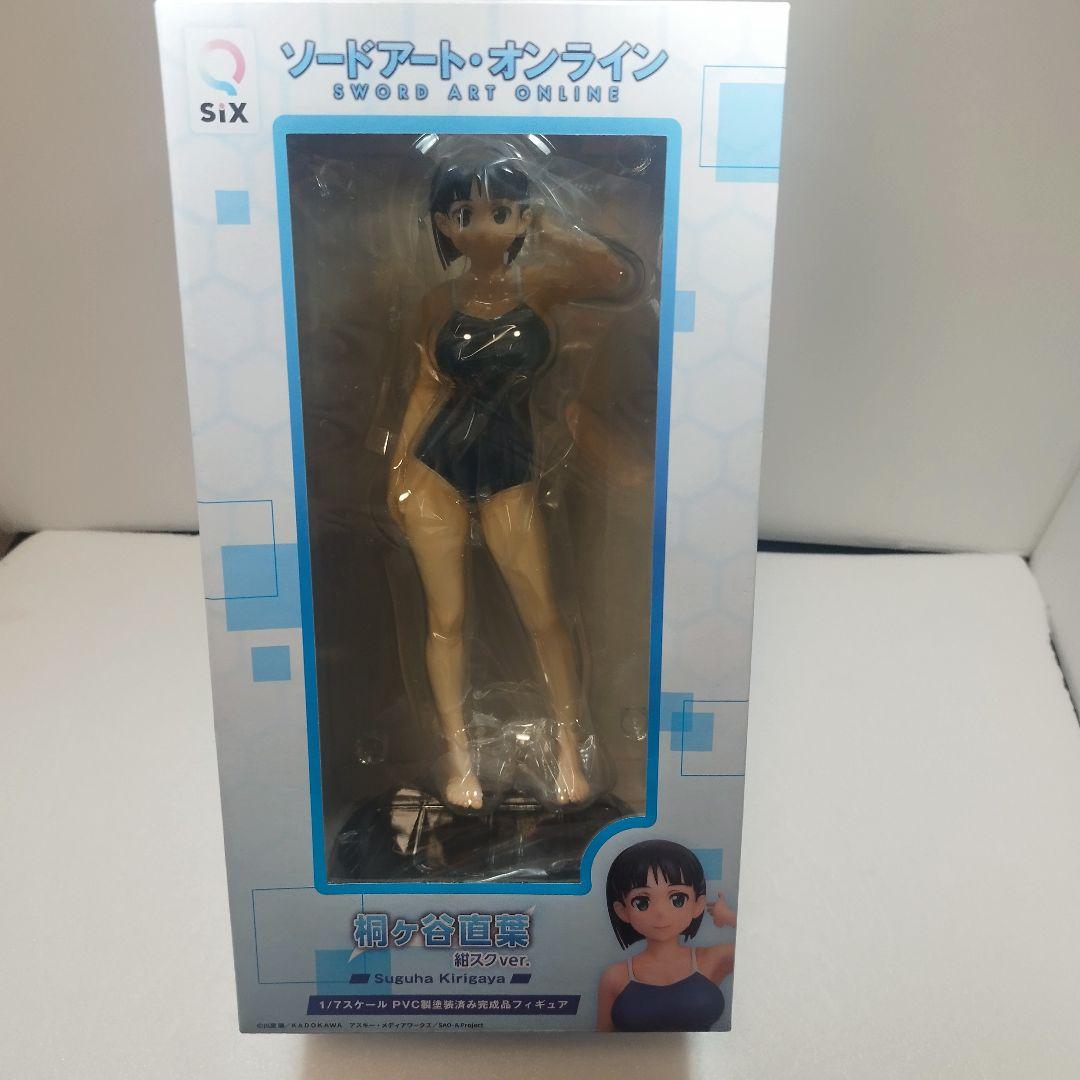 SiX
ソードアート・オンライン
SWORD ART ONLINE
桐ヶ谷直葉
紺スクver.
Suguha Kirigaya
1/7スケール PVC製塗装済み完成品フィギュア
©川原 礫／KADOKAWA アスキー・メディアワークス／SAO-A Project